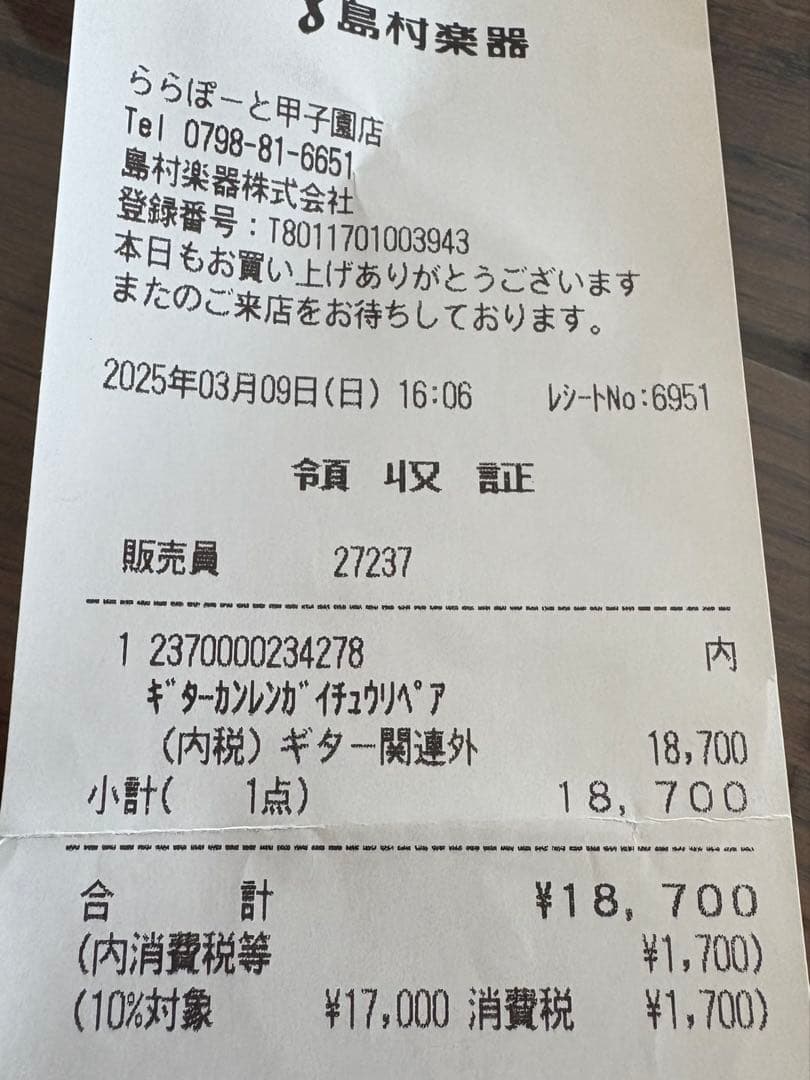 島村楽器
ららぽーと甲子園店
Tel 0798-81-6651
島村楽器株式会社
登録番号:T8011701003943
本日もお買い上げありがとうございます
またのご来店をお待ちしております。
2025年03月09日(日) 16:06 ﾚｼｰﾄNo:6951
領収証
販売員 27237
1 2370000234278 内
ｷﾞﾀｰｶﾝﾚﾝｶﾞｲﾁｭｳﾘﾍﾟｱ
(内税)ギター関連外 18,700
小計( 1点) 18,700
合計 ¥18,700
(内消費税等 ¥1,700)
(10%対象 ¥17,000 消費税 ¥1,700)